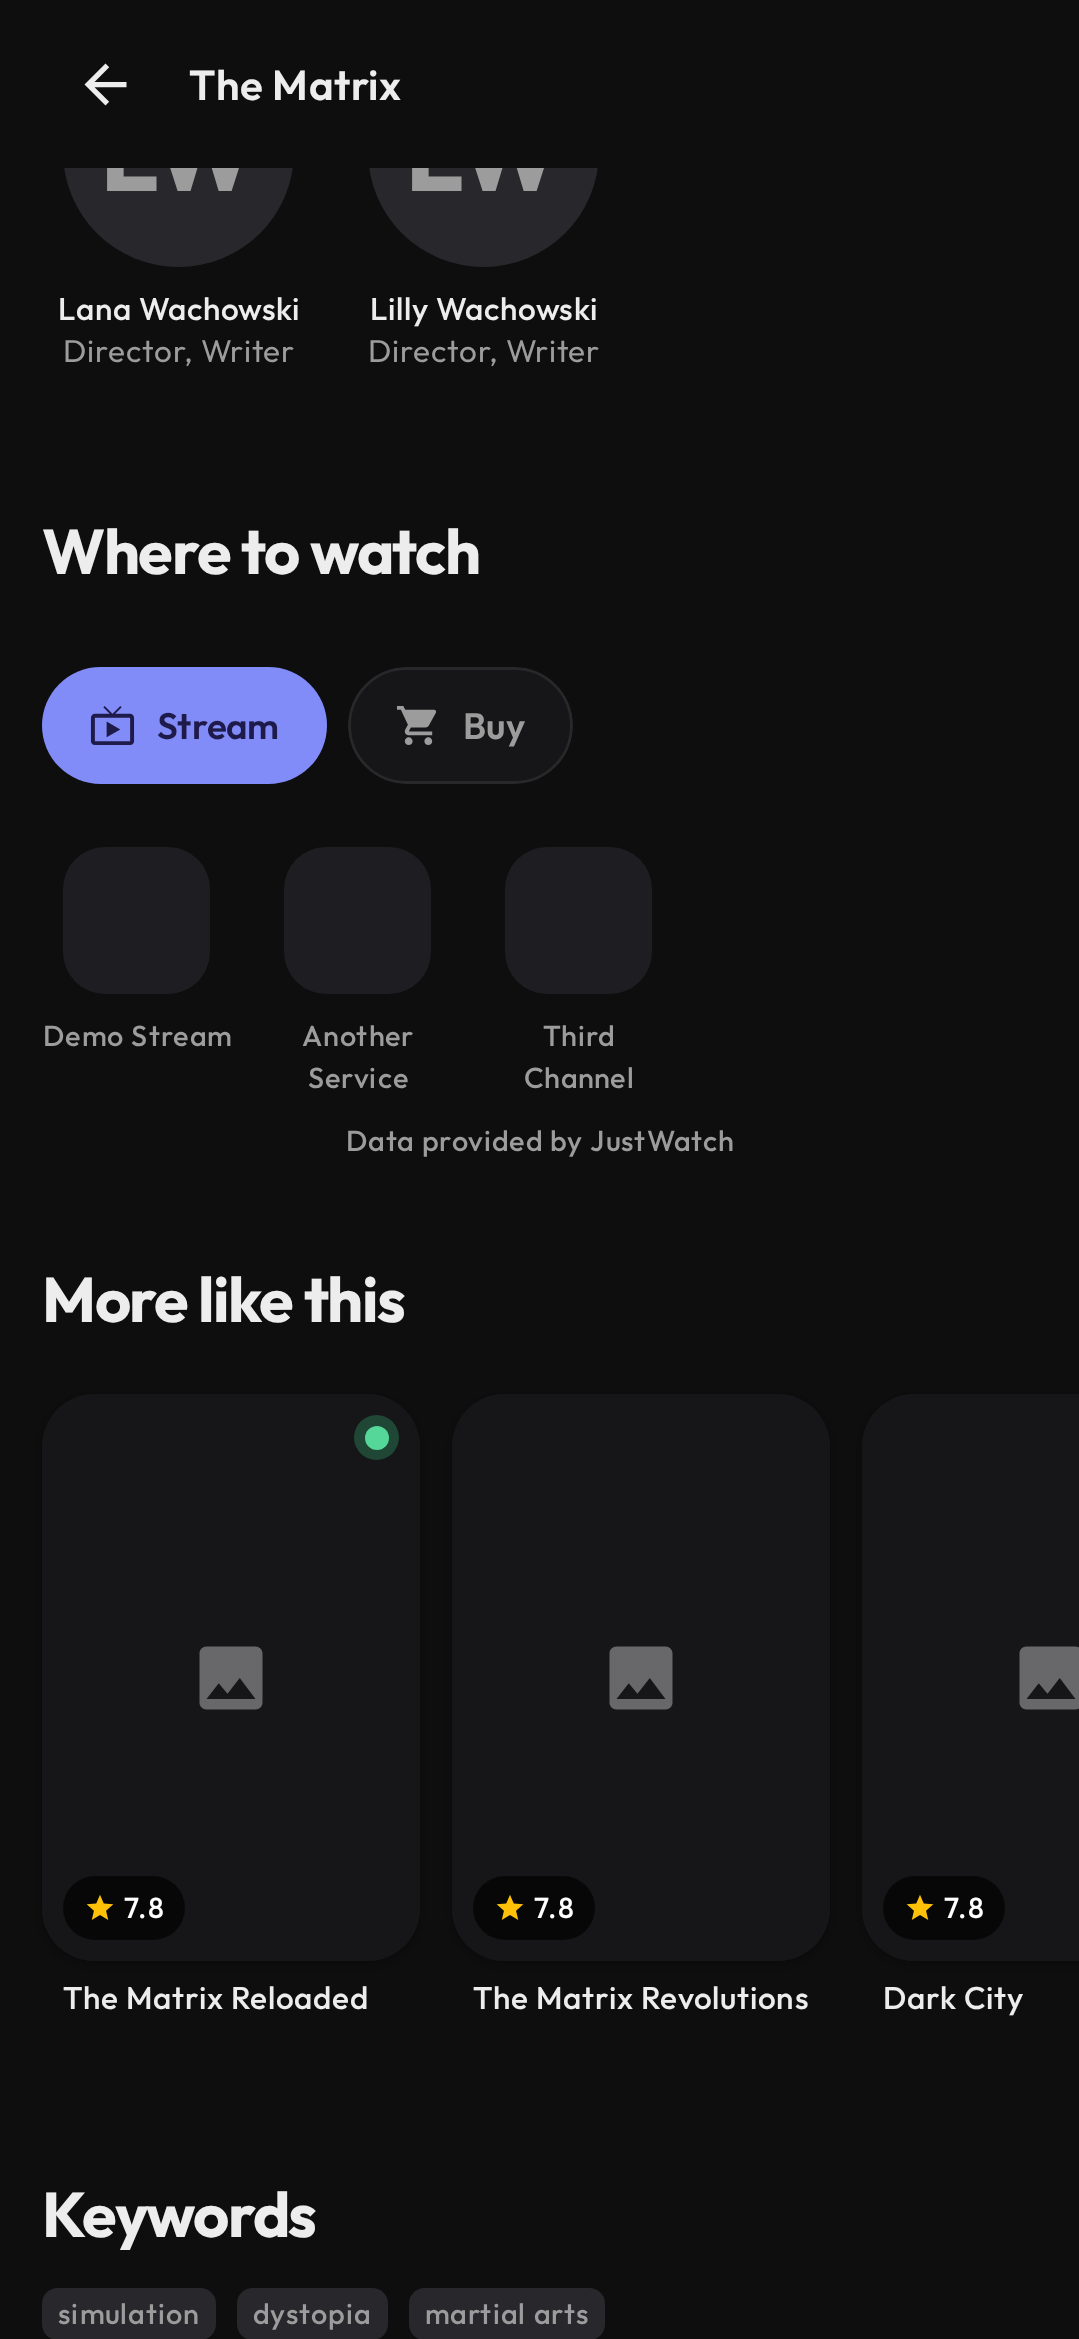 The Matrix
LW LW
Lana Wachowski Lilly Wachowski
Director, Writer Director, Writer
Where to watch
Stream Buy
Demo Stream Another Third
Service Channel
Data provided by JustWatch
More like this
7.8 7.8 7.8
The Matrix Reloaded The Matrix Revolutions Dark City
Keywords
simulation dystopia martial arts